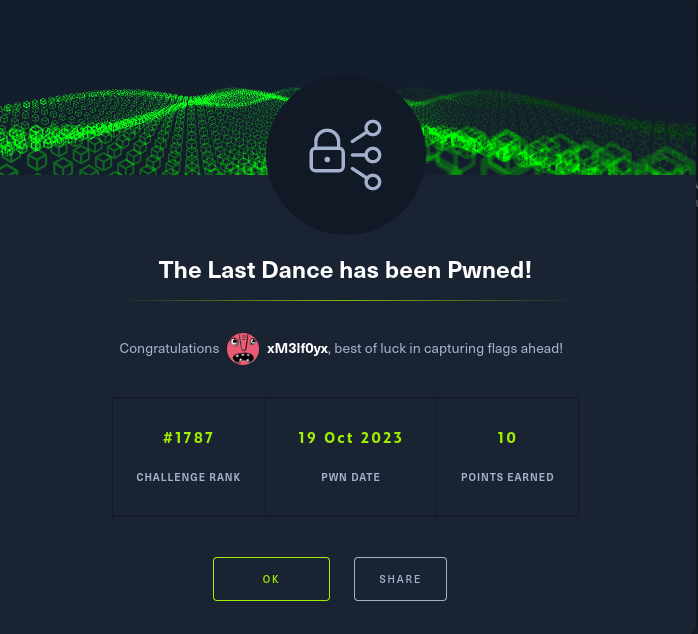 The Last Dance has been Pwned!
Congratulations xM3lf0yx, best of luck in capturing flags ahead!
#1787 19 Oct 2023 10
CHALLENGE RANK PWN DATE POINTS EARNED
OK SHARE